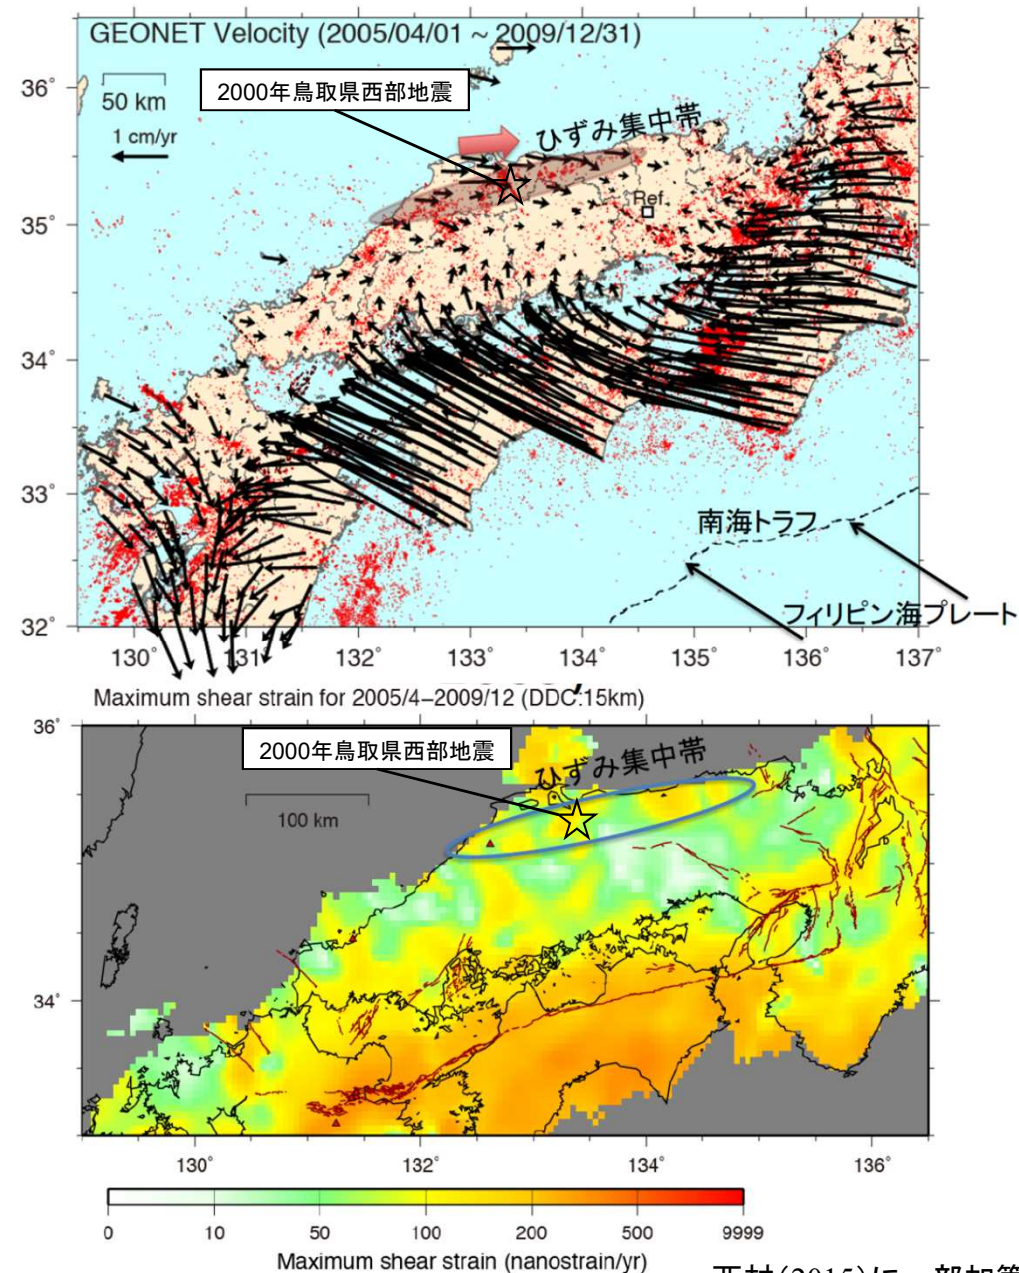 GEONET Velocity (2005/04/01 ~ 2009/12/31)
36°
50 km
2000年鳥取県西部地震
1 cm/yr
ひずみ集中帯
Ref.
35°
34°
33°
南海トラフ
フィリピン海プレート
32°
130° 131° 132° 133° 134° 135° 136° 137°
Maximum shear strain for 2005/4–2009/12 (DDC:15km)
36°
2000年鳥取県西部地震
ひずみ集中帯
100 km
34°
130° 132° 134° 136°
0 10 50 100 200 500 9999
Maximum shear strain (nanostrain/yr)